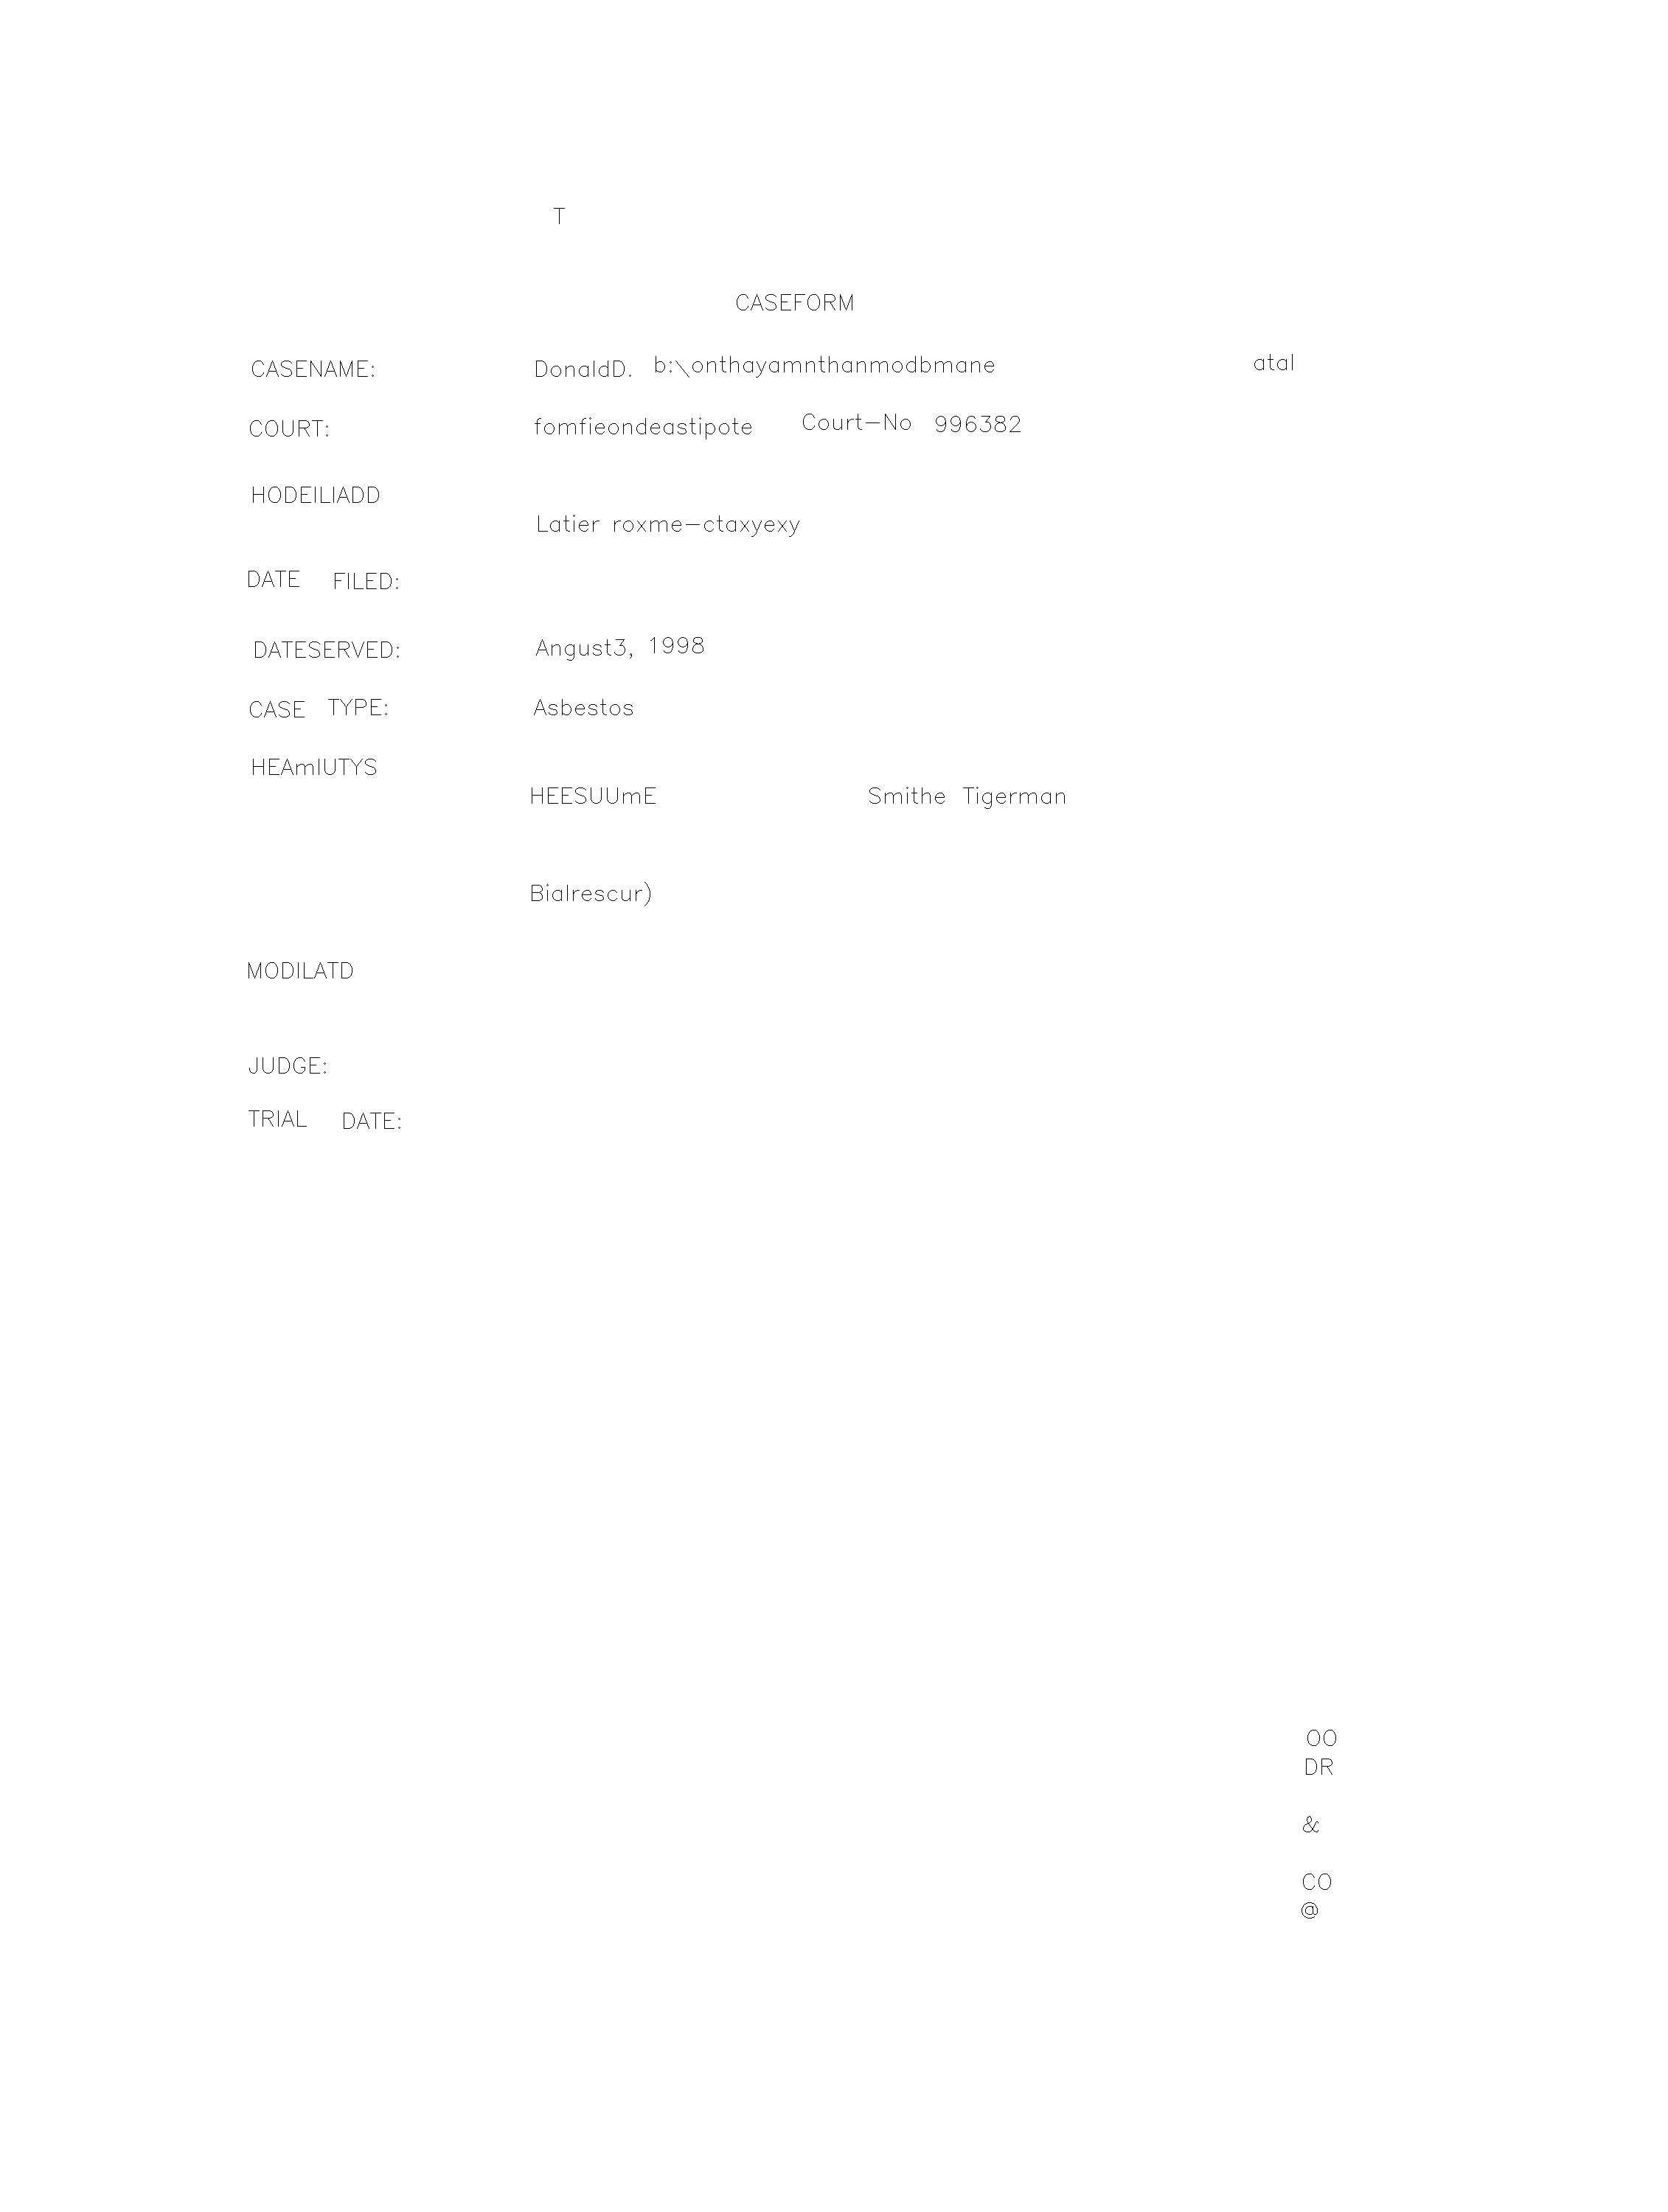 T
CASEFORM
CASENAME: DonaldD. b:\onthayamnthanmodbmane atal
COURT: fomfieondeastipote Court-No 996382
HODEILIADD
Latier roxme-ctaxyexy
DATE FILED:
DATESERVED: Angust3, 1998
CASE TYPE: Asbestos
HEAmIUTYS
HEESUUmE Smithe Tigerman
Bialrescur)
MODILATD
JUDGE:
TRIAL DATE:
OO
DR
&
CO
@